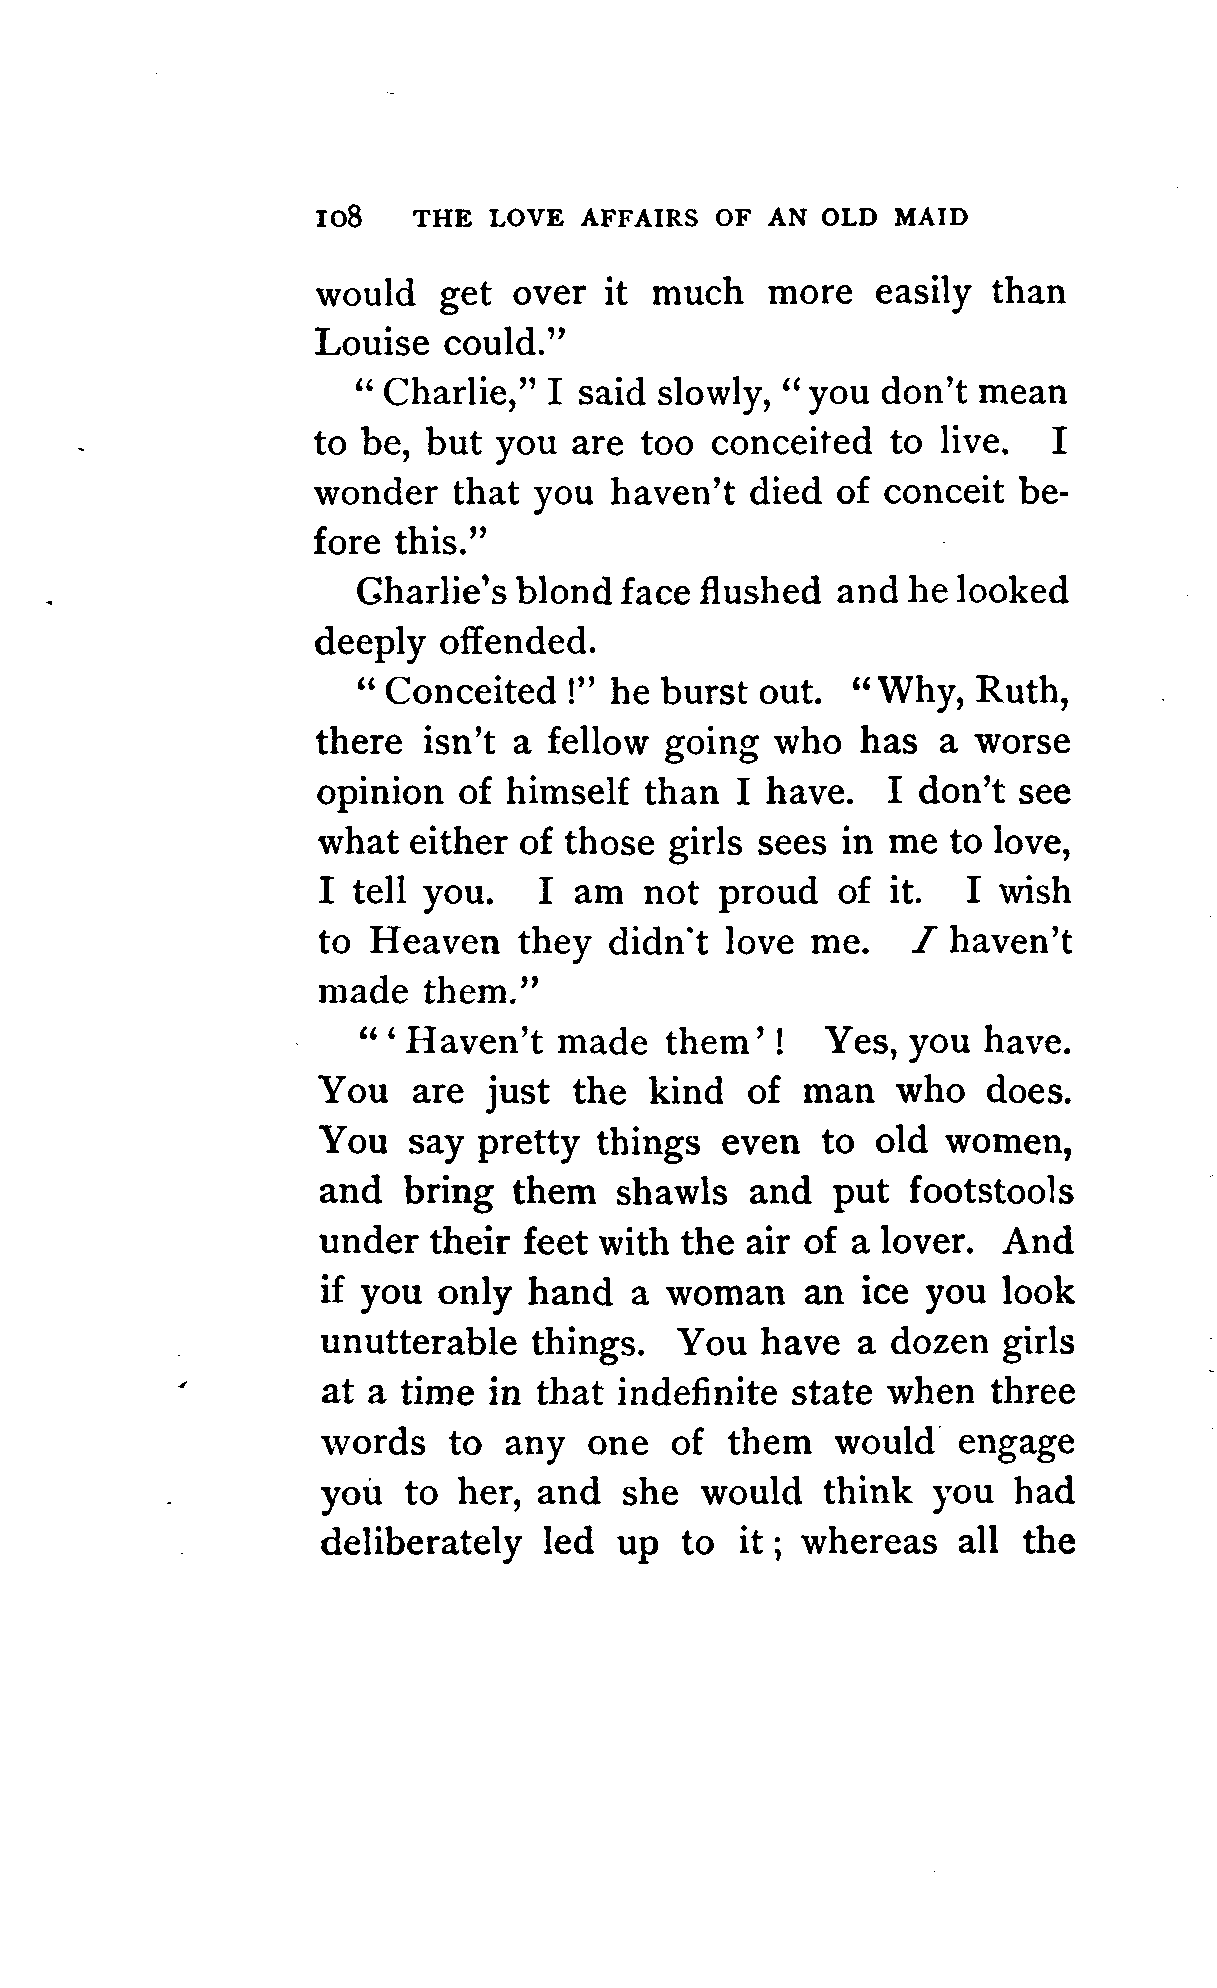 108 THE LOVE AFFAIRS OF AN OLD MAID
would get over it much more easily than
Louise could."
" Charlie," I said slowly, " you don't mean
to be, but you are too conceited to live. I
wonder that you haven't died of conceit be-
fore this."
Charlie's blond face flushed and he looked
deeply offended.
" Conceited !" he burst out. " Why, Ruth,
there isn't a fellow going who has a worse
opinion of himself than I have. I don't see
what either of those girls sees in me to love,
I tell you. I am not proud of it. I wish
to Heaven they didn't love me. I haven't
made them."
" ' Haven't made them' ! Yes, you have.
You are just the kind of man who does.
You say pretty things even to old women,
and bring them shawls and put footstools
under their feet with the air of a lover. And
if you only hand a woman an ice you look
unutterable things. You have a dozen girls
at a time in that indefinite state when three
words to any one of them would engage
you to her, and she would think you had
deliberately led up to it ; whereas all the